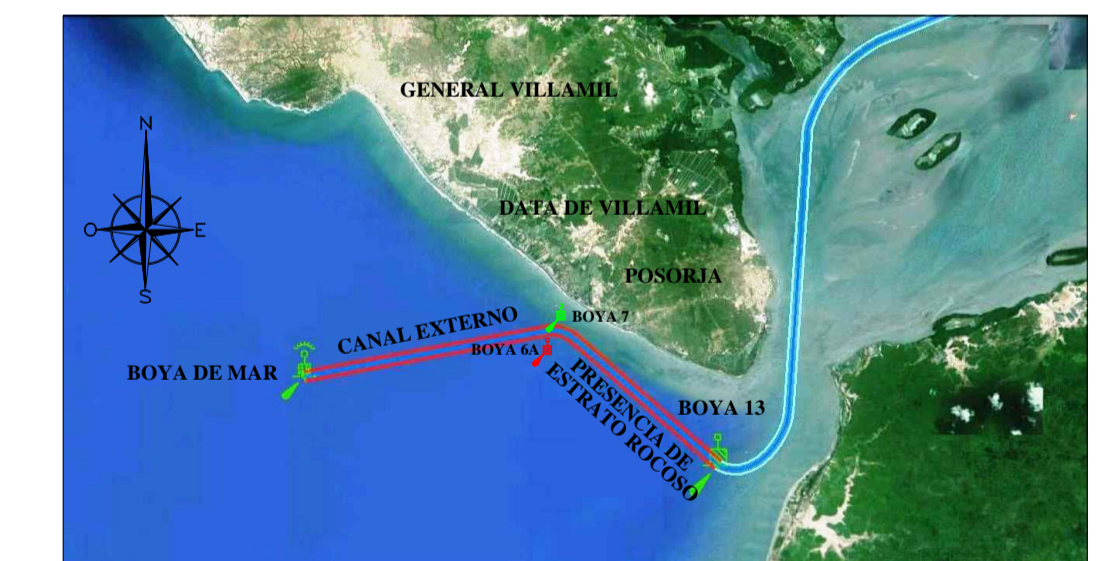 GENERAL VILLAMIL
N
DATA DE VILLAMIL
O
E
POSORJA
S
CANAL EXTERNO
BOYA 7
BOYA 6A
BOYA DE MAR
PRESENCIA DE
ESTRATO ROCOSO
BOYA 13